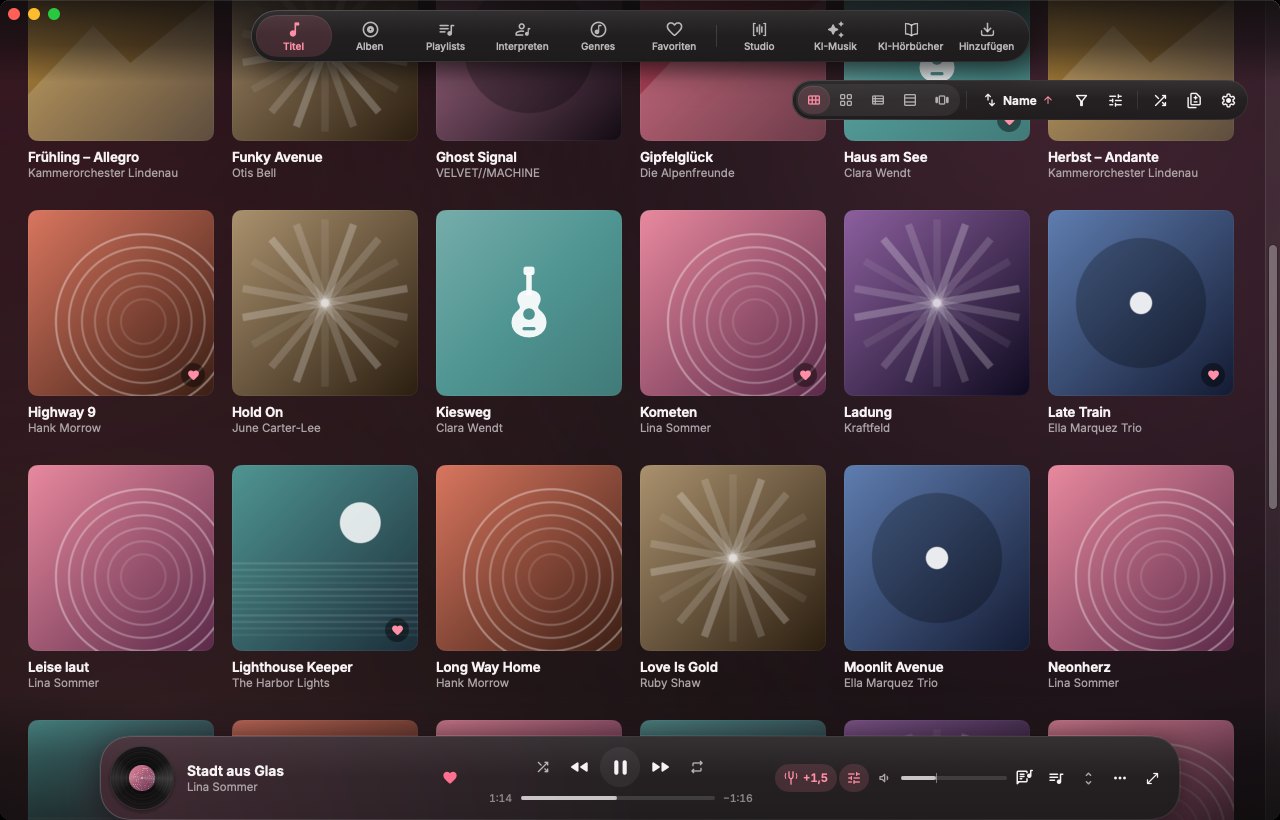 Titel
Alben
Playlists
Interpreten
Genres
Favoriten
Studio
KI-Musik
KI-Hörbücher
Hinzufügen
Name
Frühling – Allegro
Kammerorchester Lindenau
Funky Avenue
Otis Bell
Ghost Signal
VELVET//MACHINE
Gipfelglück
Die Alpenfreunde
Haus am See
Clara Wendt
Herbst – Andante
Kammerorchester Lindenau
Highway 9
Hank Morrow
Hold On
June Carter-Lee
Kiesweg
Clara Wendt
Kometen
Lina Sommer
Ladung
Kraftfeld
Late Train
Ella Marquez Trio
Leise laut
Lina Sommer
Lighthouse Keeper
The Harbor Lights
Long Way Home
Hank Morrow
Love Is Gold
Ruby Shaw
Moonlit Avenue
Ella Marquez Trio
Neonherz
Lina Sommer
Stadt aus Glas
Lina Sommer
1:14
−1:16
+1,5